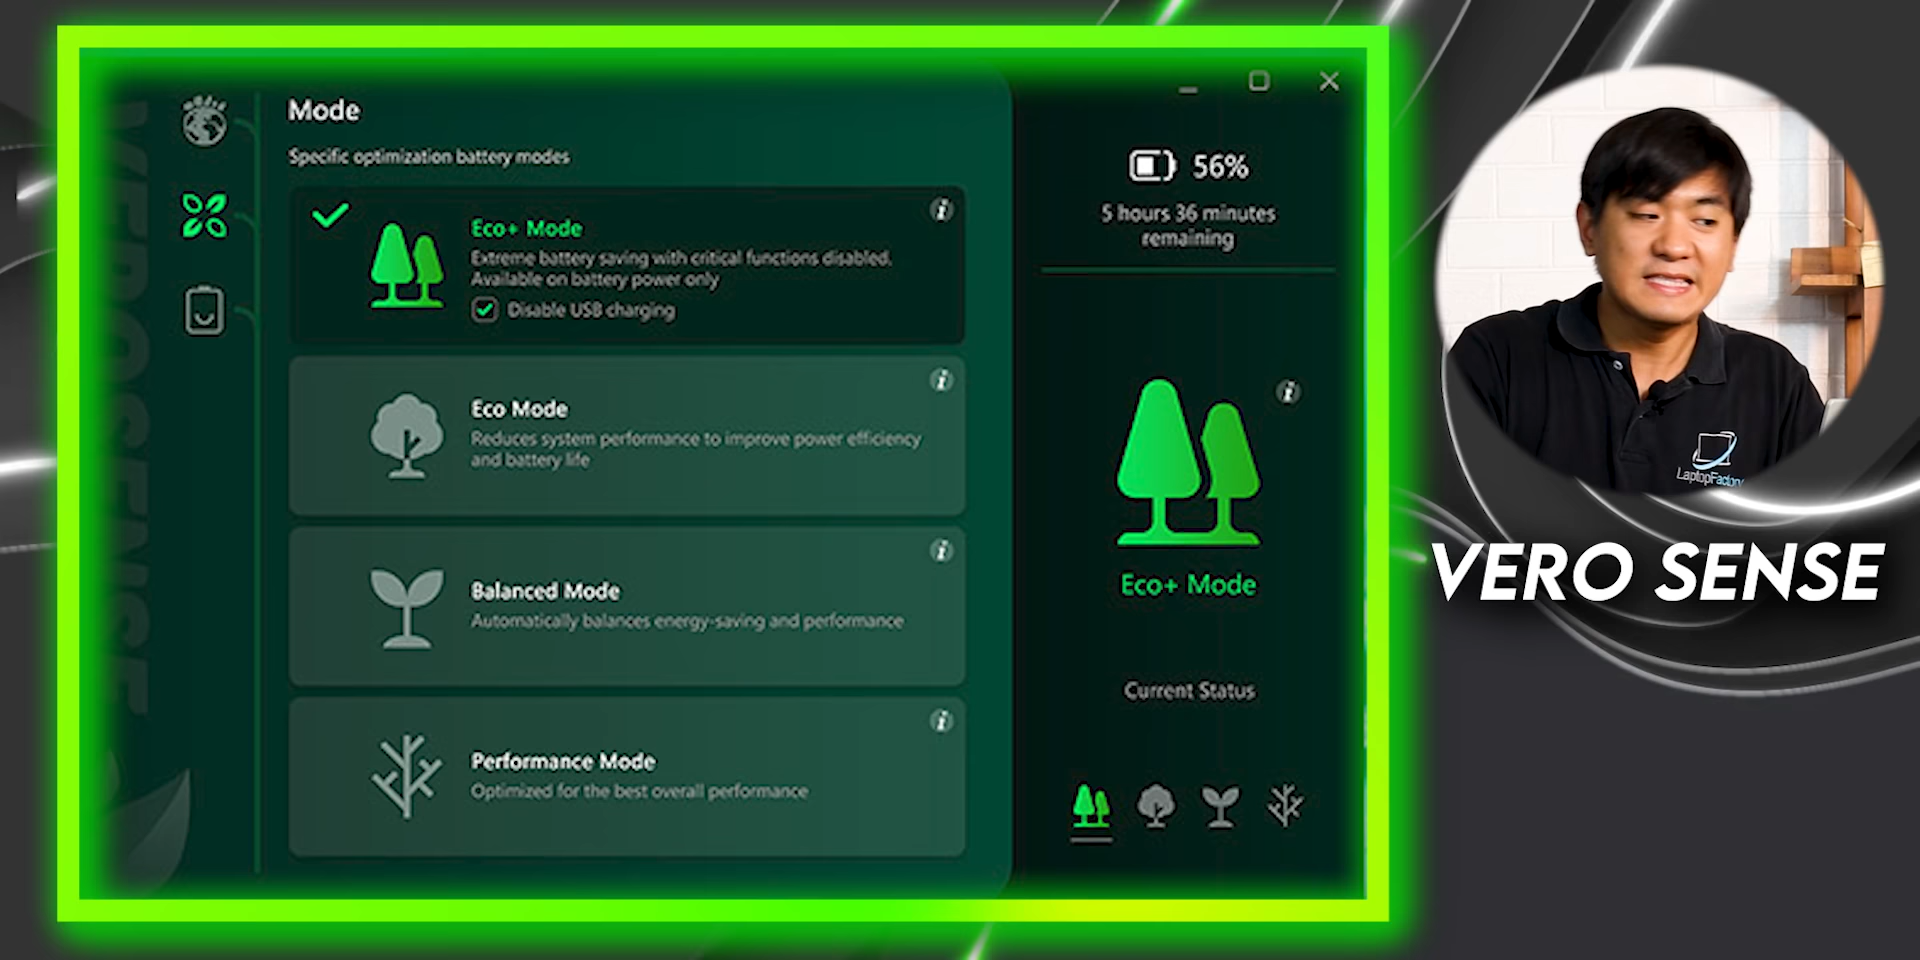 VEROSENSE
Mode
Specific optimization battery modes
Eco+ Mode
Extreme battery saving with critical functions disabled.
Available on battery power only
Disable USB charging
Eco Mode
Reduces system performance to improve power efficiency
and battery life
Balanced Mode
Automatically balances energy-saving and performance
Performance Mode
Optimized for the best overall performance
56%
5 hours 36 minutes
remaining
Eco+ Mode
Current Status
LaptopFactory
VERO SENSE